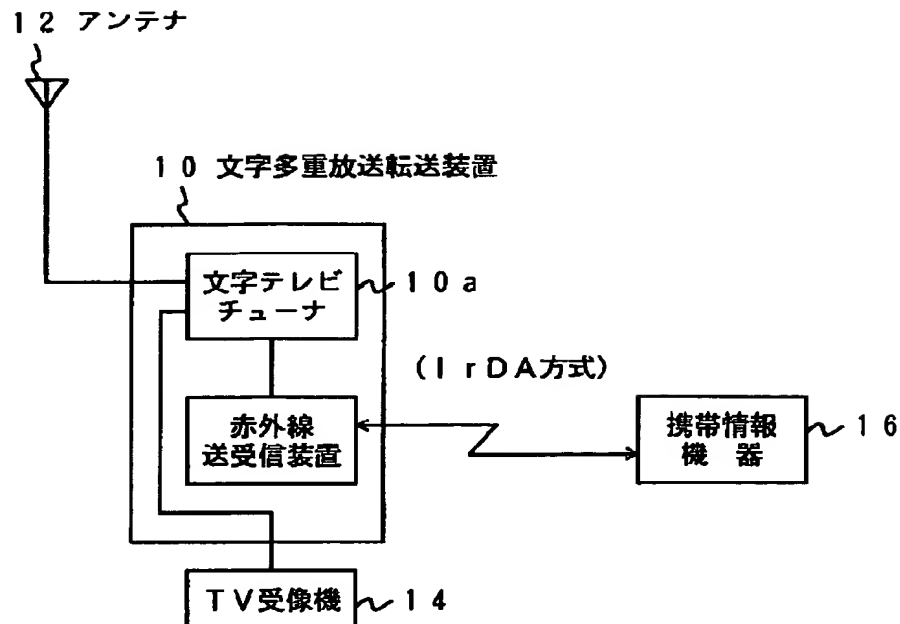 12 アンテナ
10 文字多重放送転送装置
文字テレビ
チューナ
10a
(IrDA方式)
赤外線
送受信装置
携帯情報
機 器
16
TV受像機
14